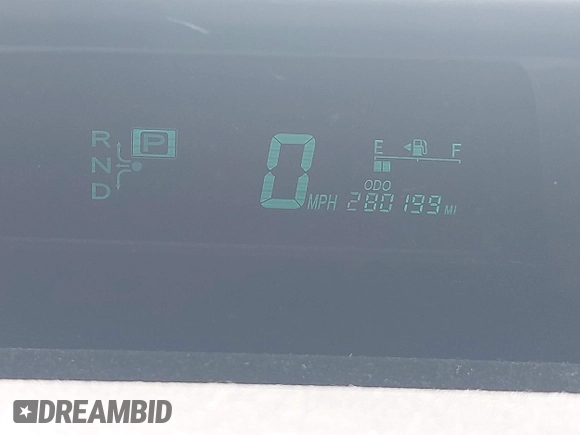 R P
N
D
0 MPH
E F
ODO
280199 MI
DREAMBID